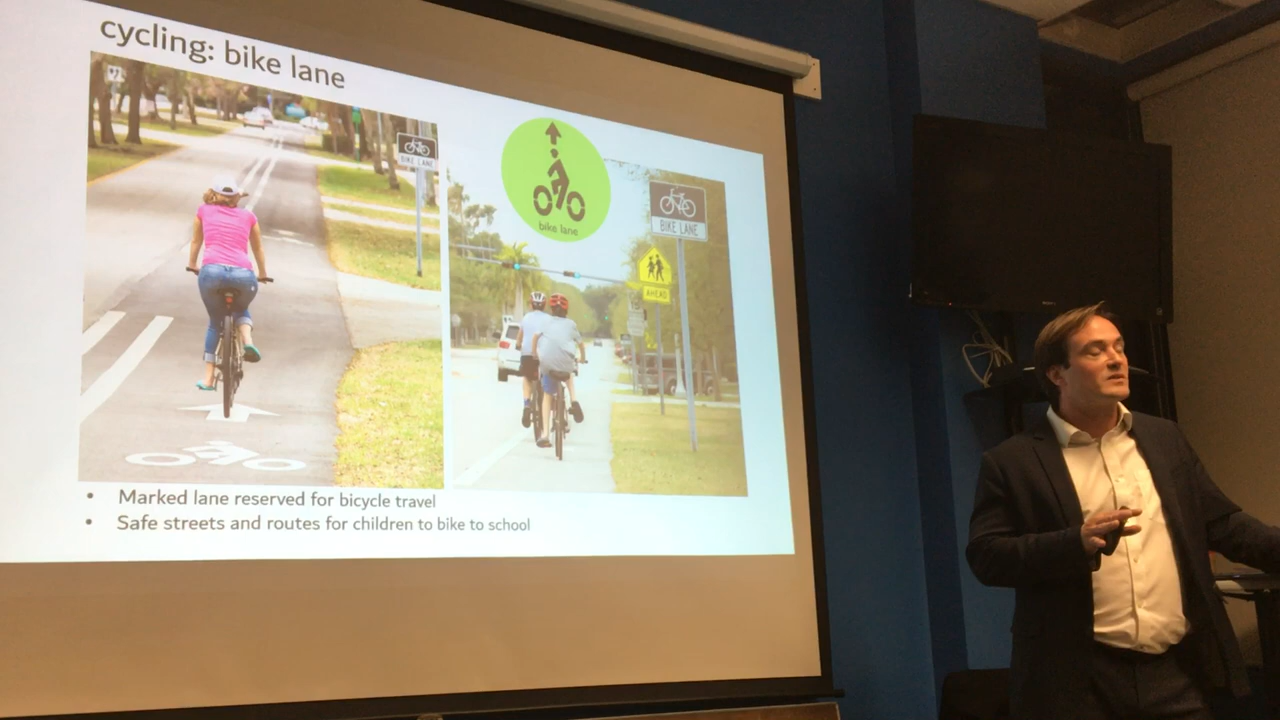 cycling: bike lane
BIKE LANE
bike lane
BIKE LANE
AHEAD
• Marked lane reserved for bicycle travel
• Safe streets and routes for children to bike to school